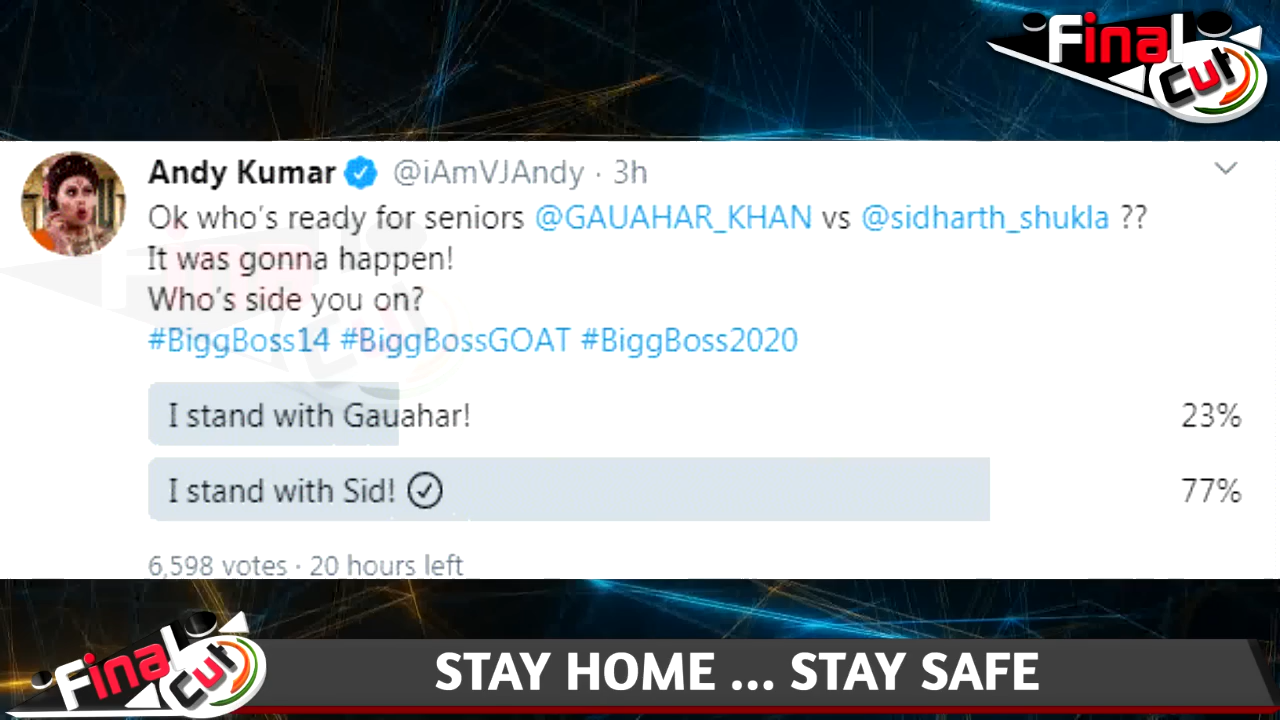 Final
Cut
Andy Kumar @iAmVJAndy · 3h
Ok who's ready for seniors @GAUAHAR_KHAN vs @sidharth_shukla ??
It was gonna happen!
Who's side you on?
#BiggBoss14 #BiggBossGOAT #BiggBoss2020
I stand with Gauahar! 23%
I stand with Sid! 77%
6,598 votes · 20 hours left
Final
Cut
STAY HOME ... STAY SAFE